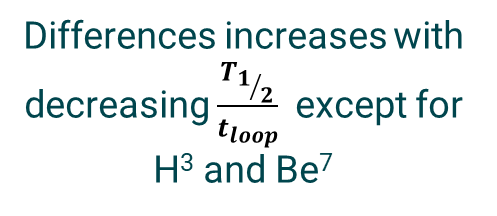 Differences increases with
decreasing T1/2/tloop except for
H³ and Be⁷